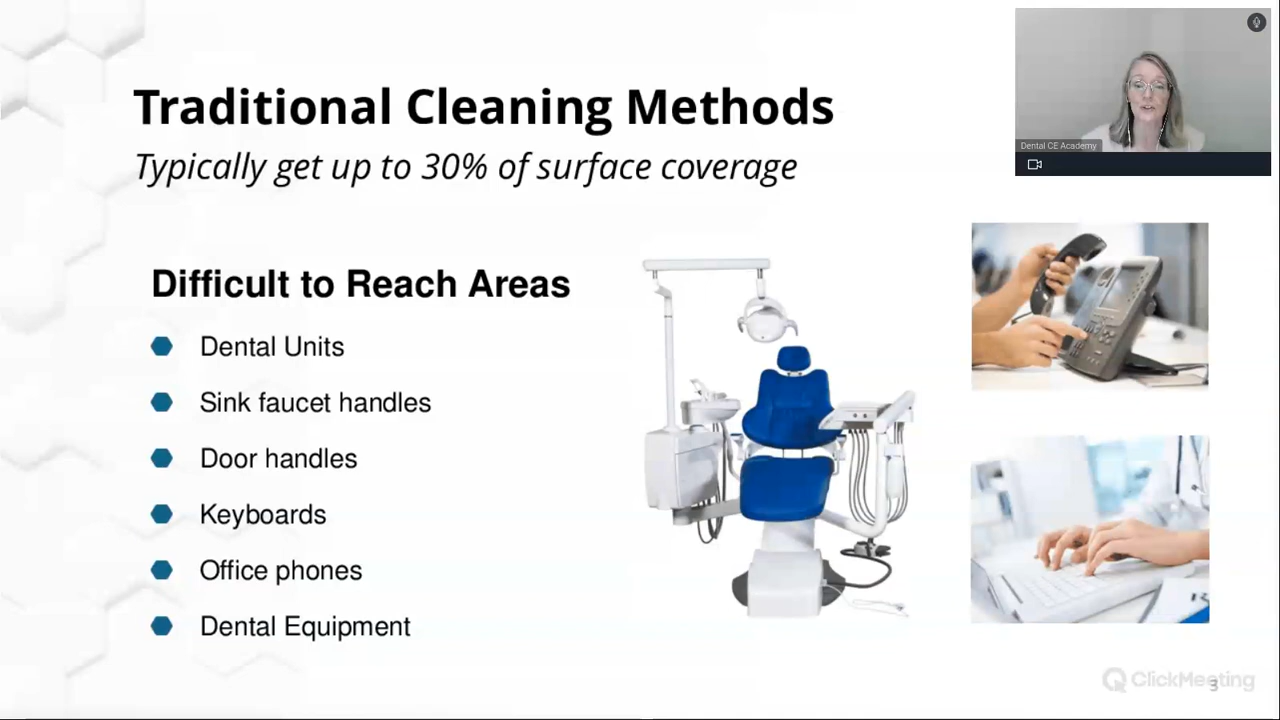 Traditional Cleaning Methods
Typically get up to 30% of surface coverage
Dental CE Academy
Difficult to Reach Areas
Dental Units
Sink faucet handles
Door handles
Keyboards
Office phones
Dental Equipment
ClickMeeting
3